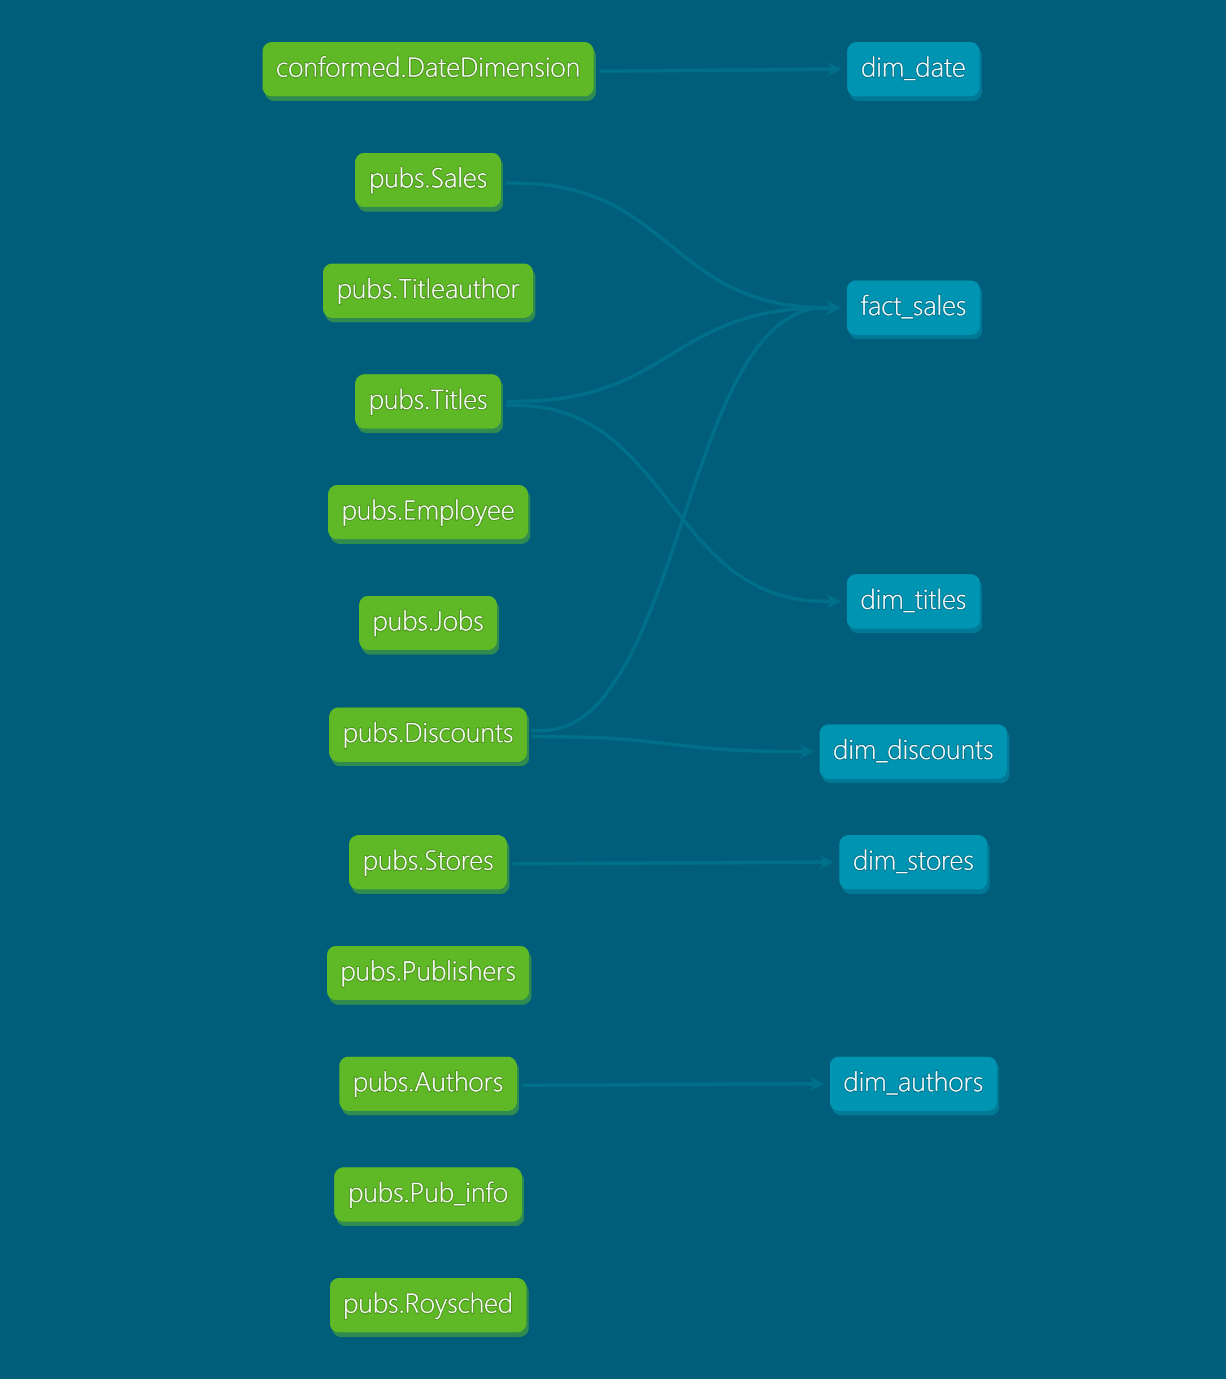 conformed.DateDimension
dim_date
pubs.Sales
pubs.Titleauthor
fact_sales
pubs.Titles
pubs.Employee
dim_titles
pubs.Jobs
pubs.Discounts
dim_discounts
pubs.Stores
dim_stores
pubs.Publishers
pubs.Authors
dim_authors
pubs.Pub_info
pubs.Roysched